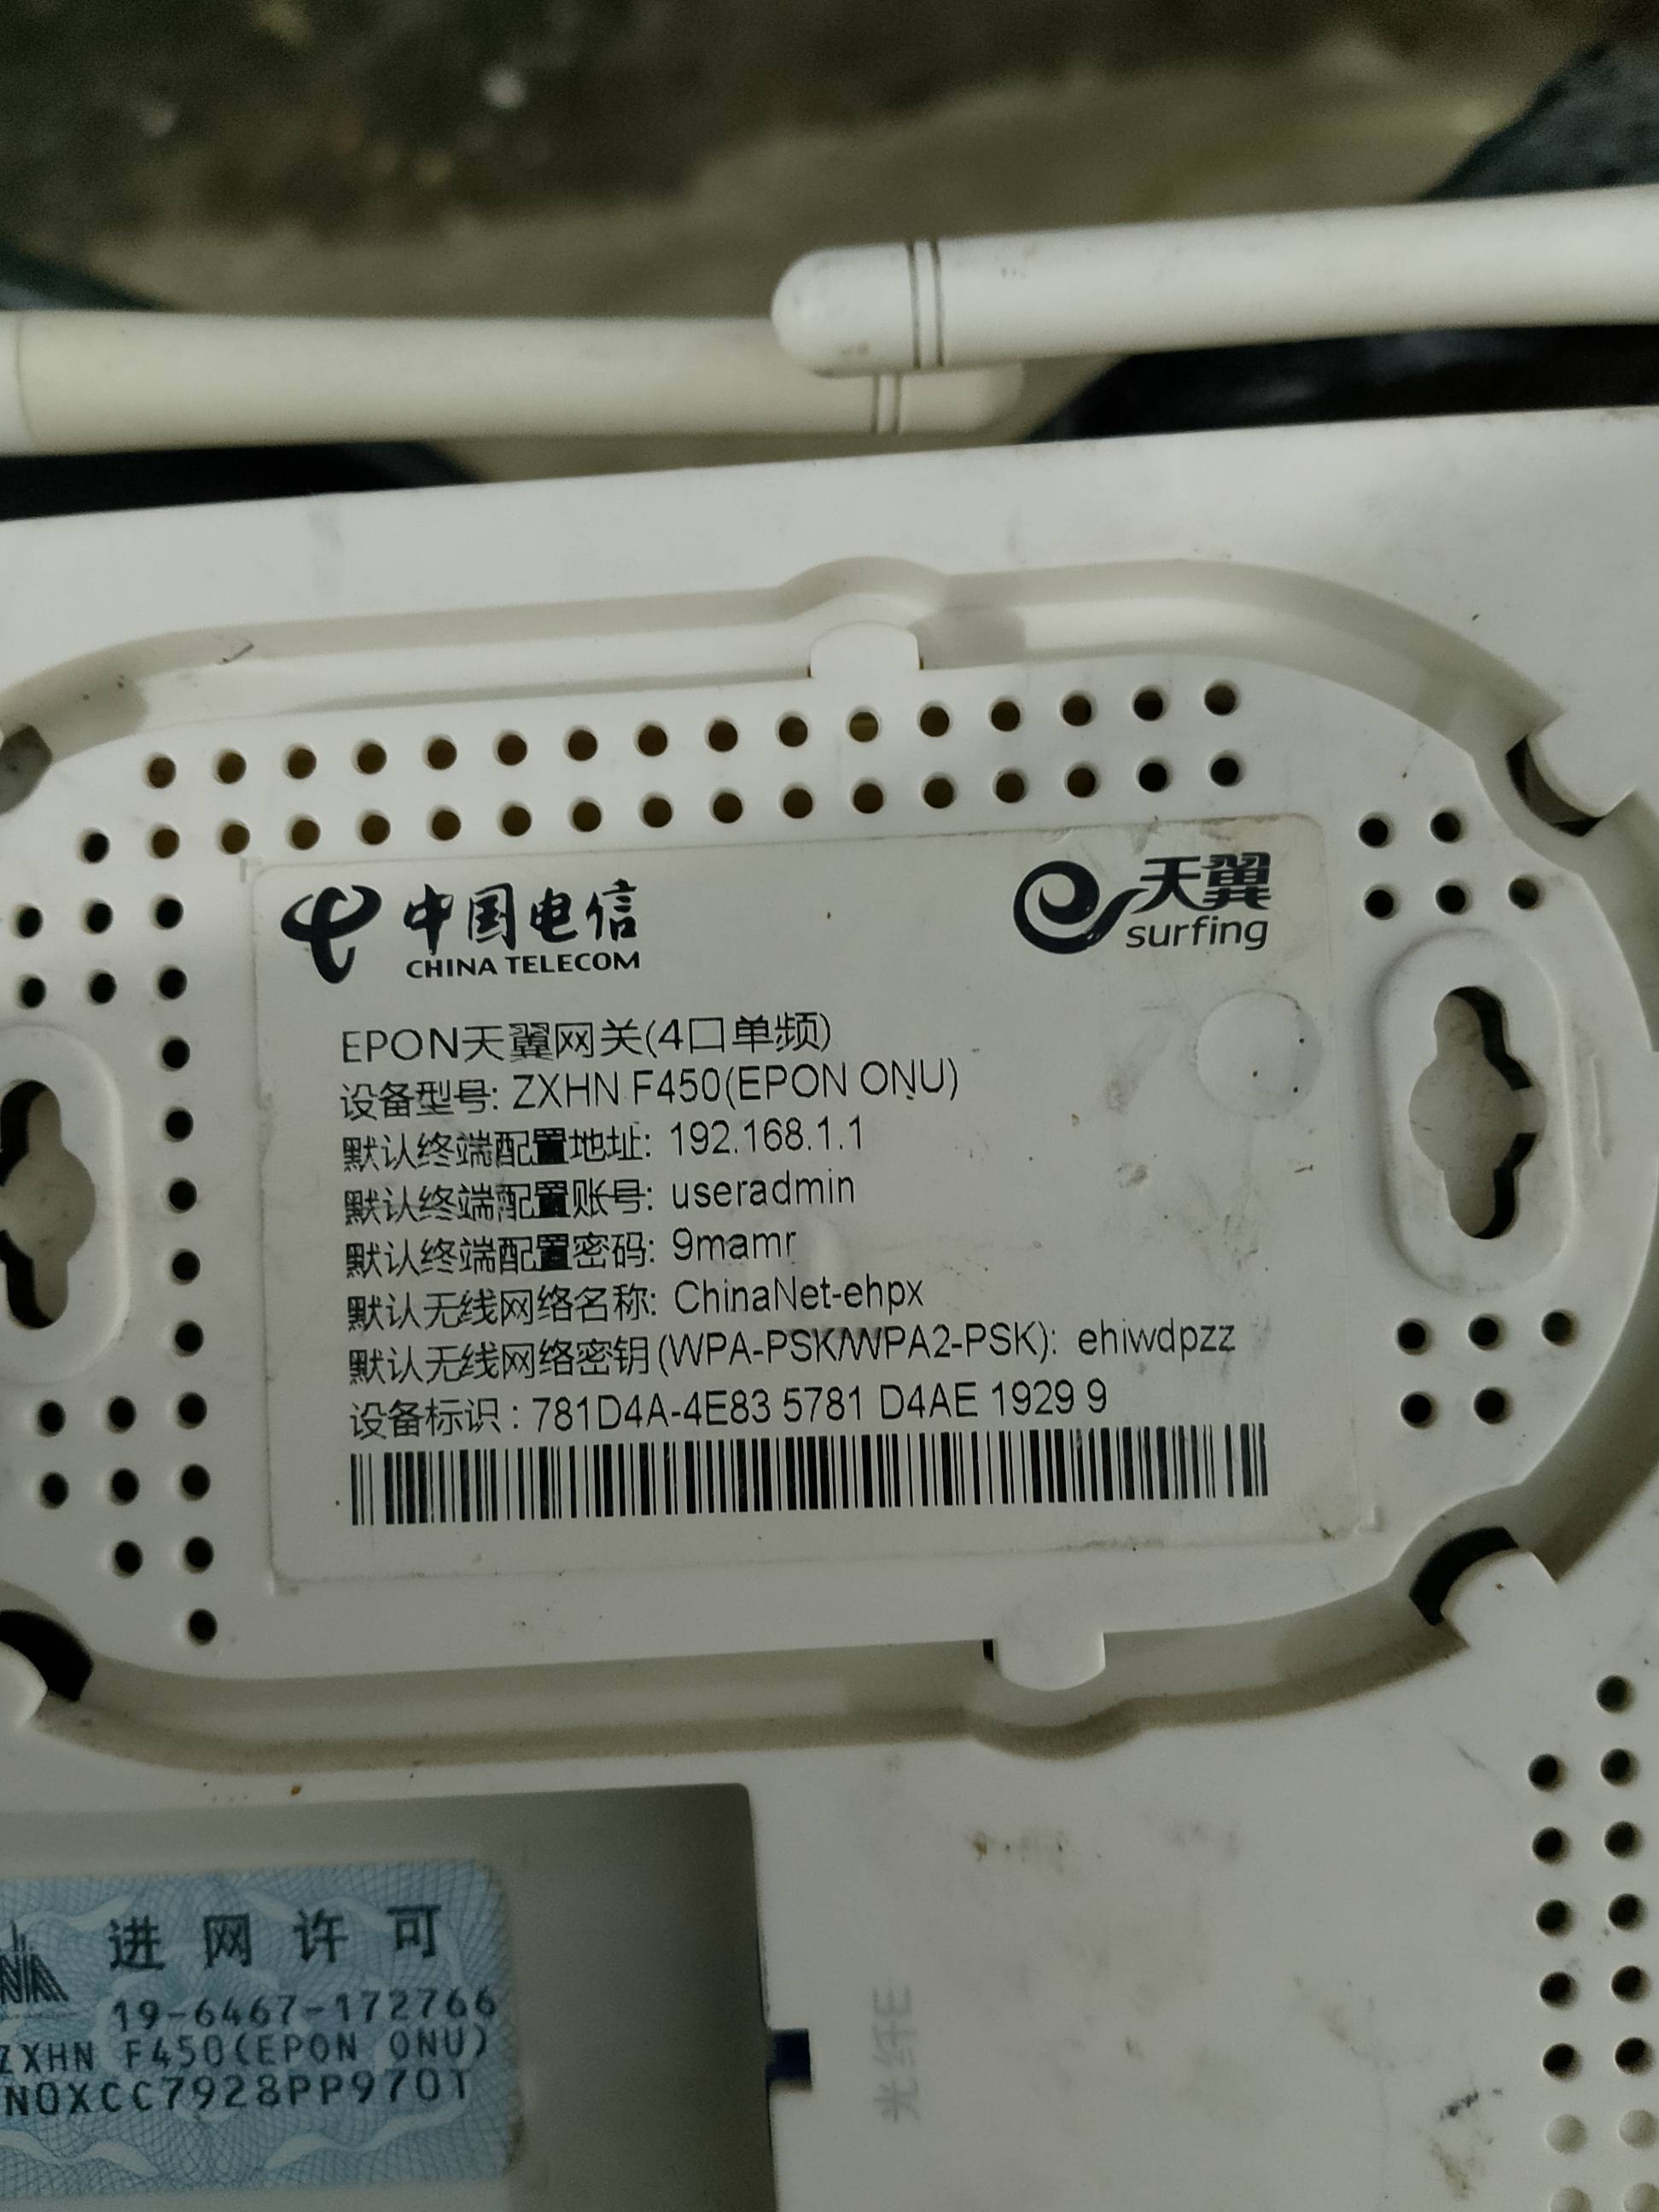 中国电信
CHINA TELECOM
天翼
surfing
EPON天翼网关(4口单频)
设备型号: ZXHN F450(EPON ONU)
默认终端配置地址: 192.168.1.1
默认终端配置账号: useradmin
默认终端配置密码: 9mamr
默认无线网络名称: ChinaNet-ehpx
默认无线网络密钥(WPA-PSK/WPA2-PSK): ehiwdpzz
设备标识: 781D4A-4E83 5781 D4AE 1929 9
进网许可
19-6467-172766
ZXHN F450(EPON ONU)
N0XCC7928PP970T
光纤E